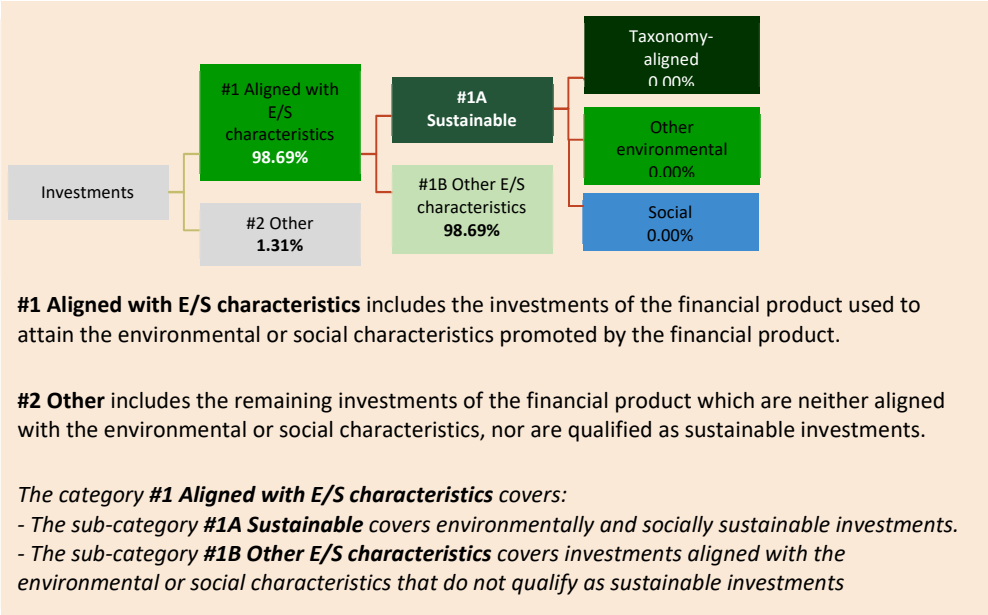 Investments
#1 Aligned with
E/S
characteristics
98.69%
#2 Other
1.31%
#1A
Sustainable
#1B Other E/S
characteristics
98.69%
Taxonomy-
aligned
0.00%
Other
environmental
0.00%
Social
0.00%
#1 Aligned with E/S characteristics includes the investments of the financial product used to
attain the environmental or social characteristics promoted by the financial product.
#2 Other includes the remaining investments of the financial product which are neither aligned
with the environmental or social characteristics, nor are qualified as sustainable investments.
The category #1 Aligned with E/S characteristics covers:
- The sub-category #1A Sustainable covers environmentally and socially sustainable investments.
- The sub-category #1B Other E/S characteristics covers investments aligned with the
environmental or social characteristics that do not qualify as sustainable investments